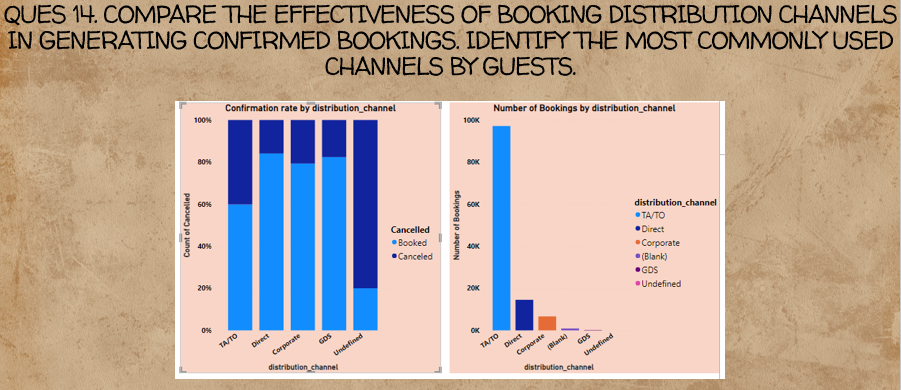 QUES 14. COMPARE THE EFFECTIVENESS OF BOOKING DISTRIBUTION CHANNELS
IN GENERATING CONFIRMED BOOKINGS. IDENTIFY THE MOST COMMONLY USED
CHANNELS BY GUESTS.
Confirmation rate by distribution_channel
Count of Cancelled
100%
80%
60%
40%
20%
0%
TA/TO
Direct
Corporate
GDS
Undefined
distribution_channel
Cancelled
Booked
Canceled
Number of Bookings by distribution_channel
Number of Bookings
100K
80K
60K
40K
20K
0K
TA/TO
Direct
Corporate
(Blank)
GDS
Undefined
distribution_channel
distribution_channel
TA/TO
Direct
Corporate
(Blank)
GDS
Undefined